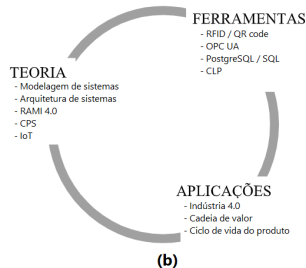 FERRAMENTAS
- RFID / QR code
- OPC UA
- PostgreSQL / SQL
- CLP
TEORIA
- Modelagem de sistemas
- Arquitetura de sistemas
- RAMI 4.0
- CPS
- IoT
APLICAÇÕES
- Indústria 4.0
- Cadeia de valor
- Ciclo de vida do produto
(b)